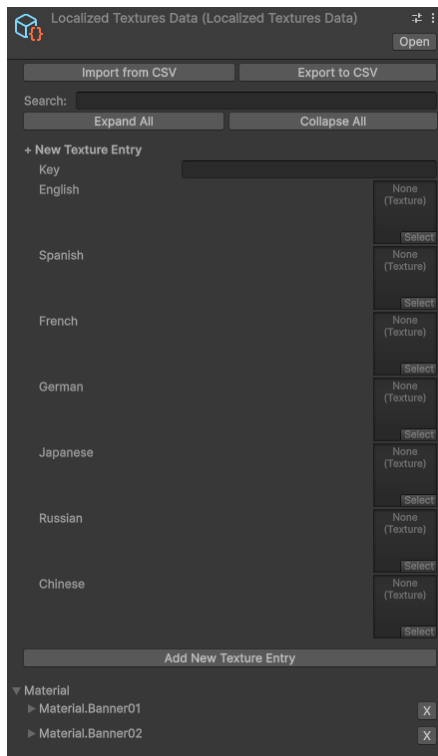 Localized Textures Data (Localized Textures Data)
Open
Import from CSV Export to CSV
Search:
Expand All Collapse All
+ New Texture Entry
Key
English None (Texture) Select
Spanish None (Texture) Select
French None (Texture) Select
German None (Texture) Select
Japanese None (Texture) Select
Russian None (Texture) Select
Chinese None (Texture) Select
Add New Texture Entry
Material
Material.Banner01 X
Material.Banner02 X